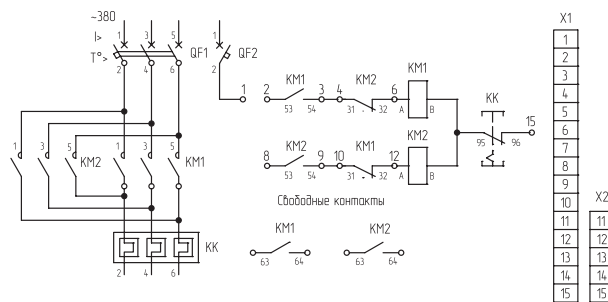 ~380
I> 1 3 5 QF1 1 QF2
T°> 2 4 6 2
1 2 KM1 3 4 KM2 6 KM1 KK 15
53 54 31 32 A B 95 96
1 3 5 KM2 1 3 5 KM1
8 KM2 9 10 KM1 12 KM2
53 54 31 32 A B
KK
2 4 6
Свободные контакты
KM1 KM2
63 64 63 64
X1
1
2
3
4
5
6
7
8
9
10 X2
11 11
12 12
13 13
14 14
15 15